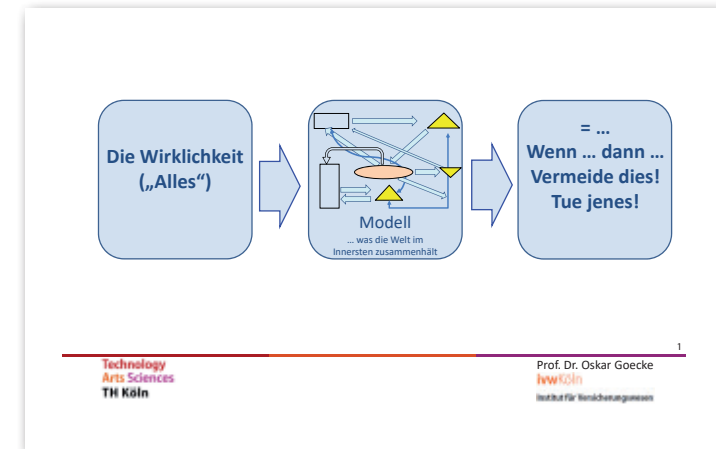 Die Wirklichkeit
(„Alles“)
Modell
... was die Welt im
Innersten zusammenhält
= ...
Wenn ... dann ...
Vermeide dies!
Tue jenes!
1
Technology
Arts Sciences
TH Köln
Prof. Dr. Oskar Goecke
ivwKöln
Institut für Versicherungswesen